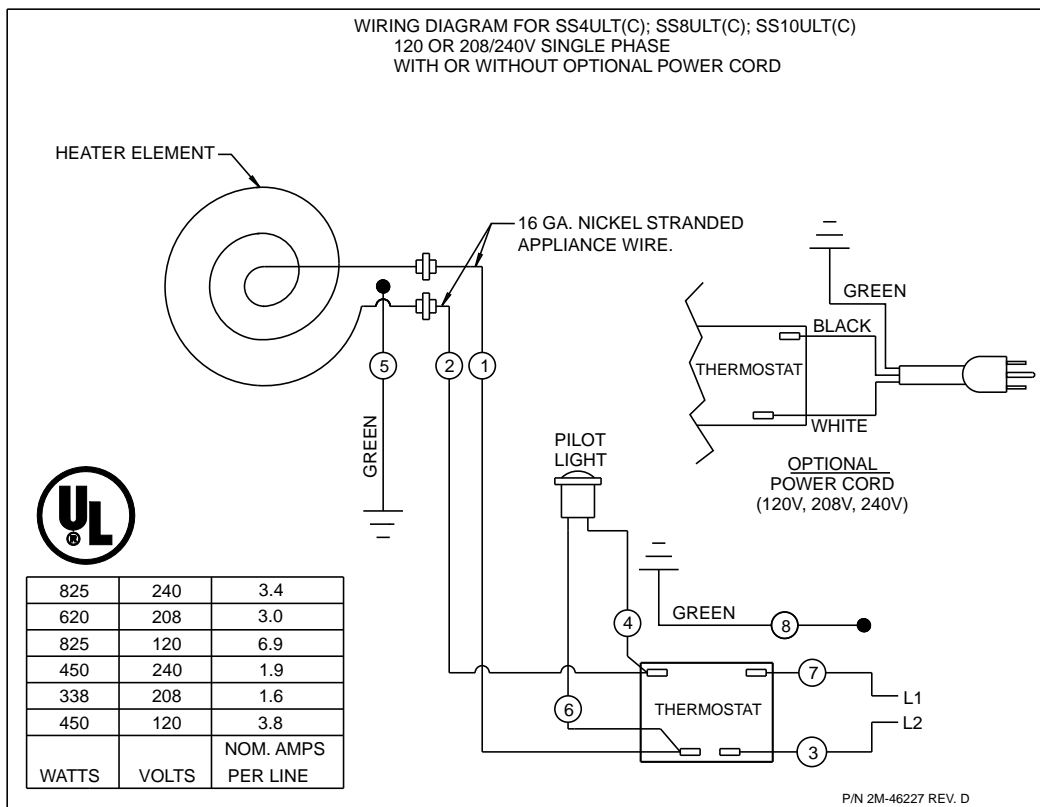 WIRING DIAGRAM FOR SS4ULT(C); SS8ULT(C); SS10ULT(C)
120 OR 208/240V SINGLE PHASE
WITH OR WITHOUT OPTIONAL POWER CORD
HEATER ELEMENT
16 GA. NICKEL STRANDED
APPLIANCE WIRE.
GREEN
BLACK
THERMOSTAT
WHITE
OPTIONAL
POWER CORD
(120V, 208V, 240V)
5
2
1
GREEN
PILOT
LIGHT
UL
®
4
GREEN
8
7
L1
6
THERMOSTAT
L2
3
825 240 3.4
620 208 3.0
825 120 6.9
450 240 1.9
338 208 1.6
450 120 3.8
WATTS VOLTS NOM. AMPS
PER LINE
P/N 2M-46227 REV. D